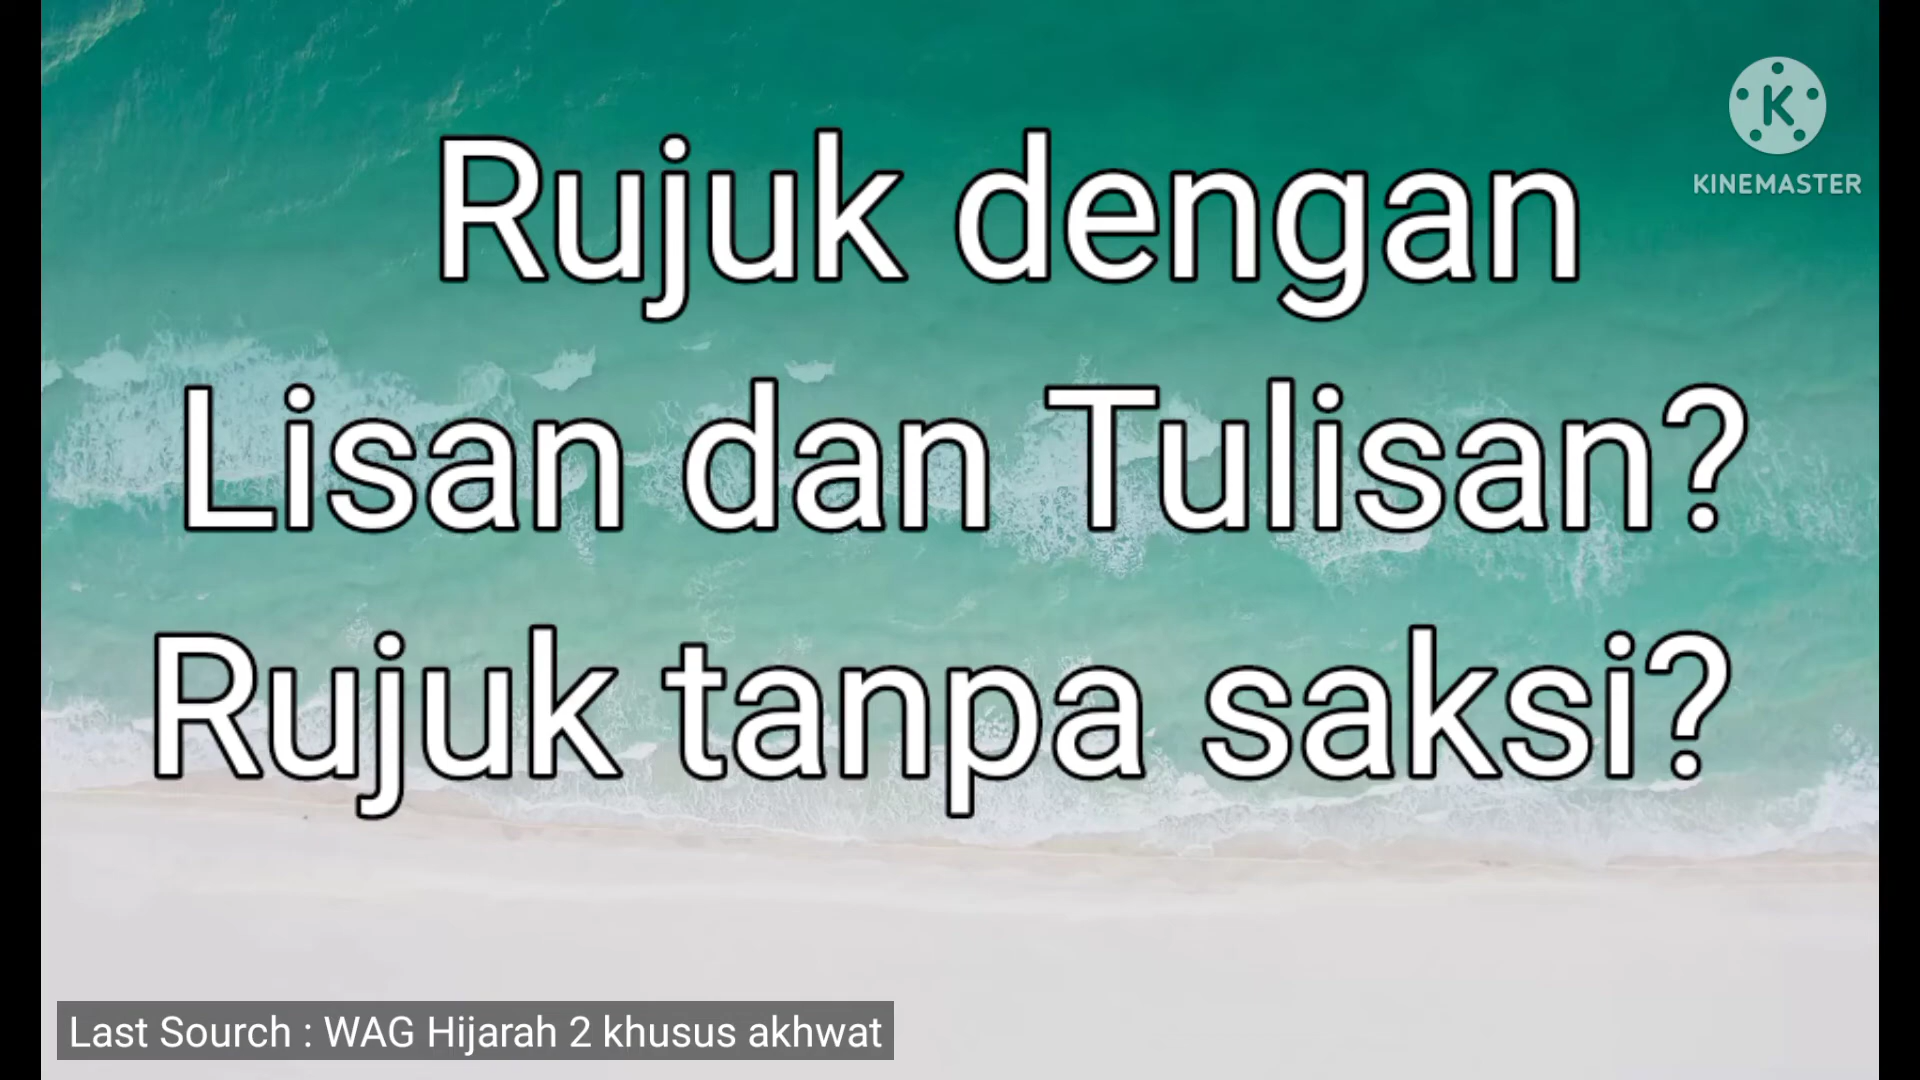 K
KINEMASTER
Rujuk dengan
Lisan dan Tulisan?
Rujuk tanpa saksi?
Last Sourch : WAG Hijarah 2 khusus akhwat